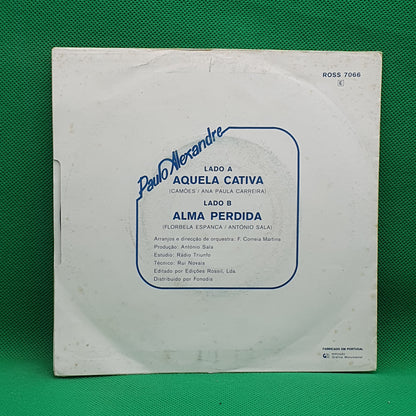 ROSS 7066
Paulo Alexandre
LADO A
AQUELA CATIVA
(CAMÕES / ANA PAULA CARREIRA)
LADO B
ALMA PERDIDA
(FLORBELA ESPANCA / ANTÓNIO SALA)
Arranjos e direcção de orquestra: F. Correia Martins
Produção: António Sala
Estúdio: Rádio Triunfo
Técnico: Rui Novais
Editado por Edições Rossil, Lda.
Distribuído por Fonodis
FABRICADO EM PORTUGAL